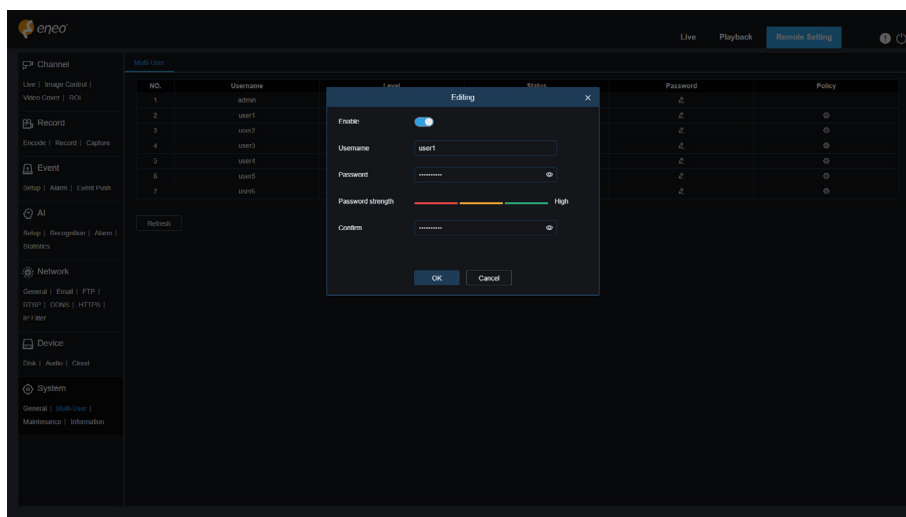 eneo
Live Playback Remote Setting
Channel
Live | Image Control |
Video Cover | ROI
Record
Encode | Record | Capture
Event
Setup | Alarm | Event Push
AI
Setup | Recognition | Alarm |
Statistics
Network
General | Email | FTP |
RTSP | DDNS | HTTPS |
IP Filter
Device
Disk | Audio | Cloud
System
General | Multi-User |
Maintenance | Information
Multi-User
NO. Username Level Status Password Policy
1 admin
2 user1
3 user2
4 user3
5 user4
6 user5
7 user6
Refresh
Editing
Enable
Username user1
Password ••••••••••
Password strength High
Confirm ••••••••••
OK Cancel